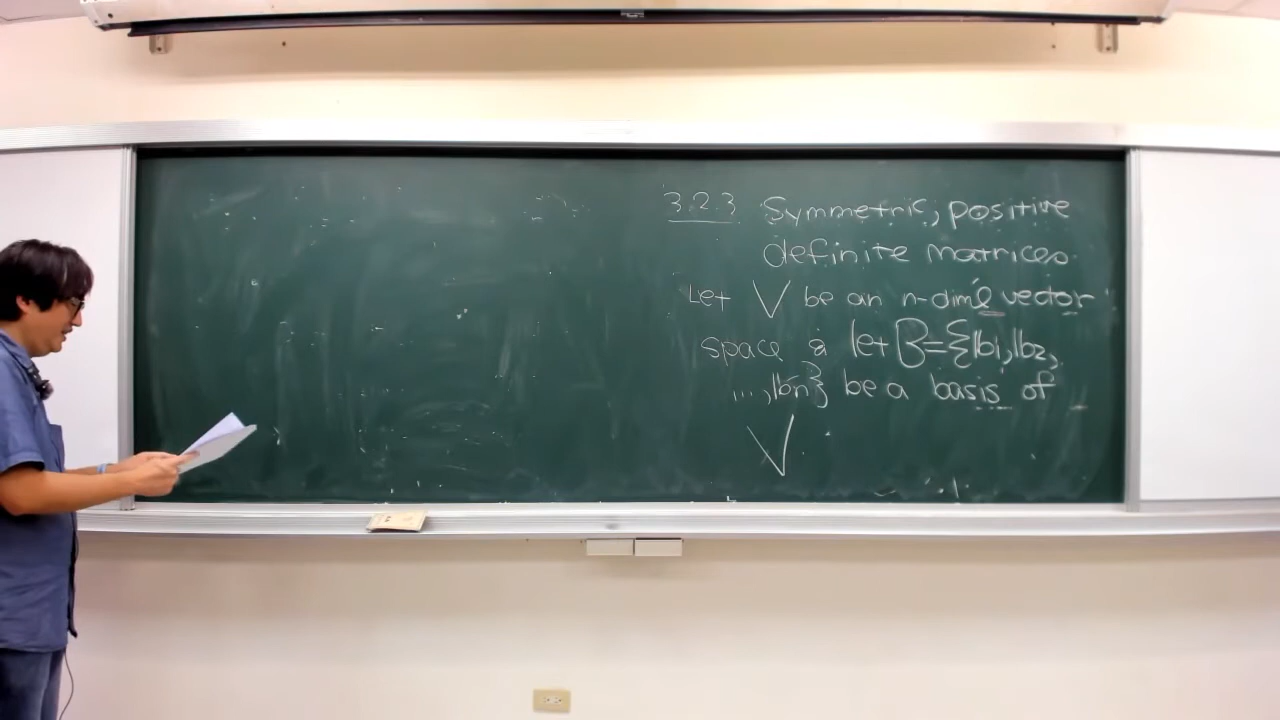 3.2.3 Symmetric, positive
definite matrices.
Let V be an n-dim'l vector
space & let B={b1,b2,
...,bn} be a basis of
V